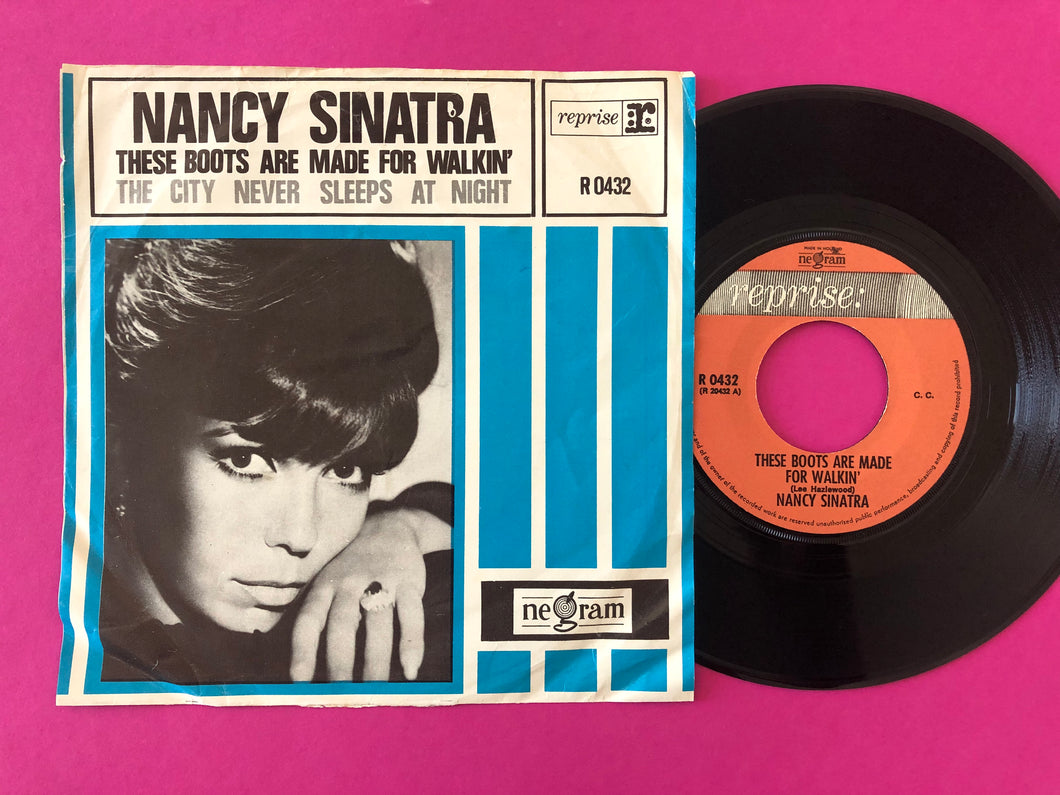 NANCY SINATRA
THESE BOOTS ARE MADE FOR WALKIN'
THE CITY NEVER SLEEPS AT NIGHT
reprise r:
R 0432
negram
MADE IN HOLLAND
negram
reprise:
R 0432
(R 20432 A)
C. C.
THESE BOOTS ARE MADE
FOR WALKIN'
(Lee Hazlewood)
NANCY SINATRA
and of the owner of the recorded work are reserved unauthorised public performance, broadcasting and copying of this record prohibited